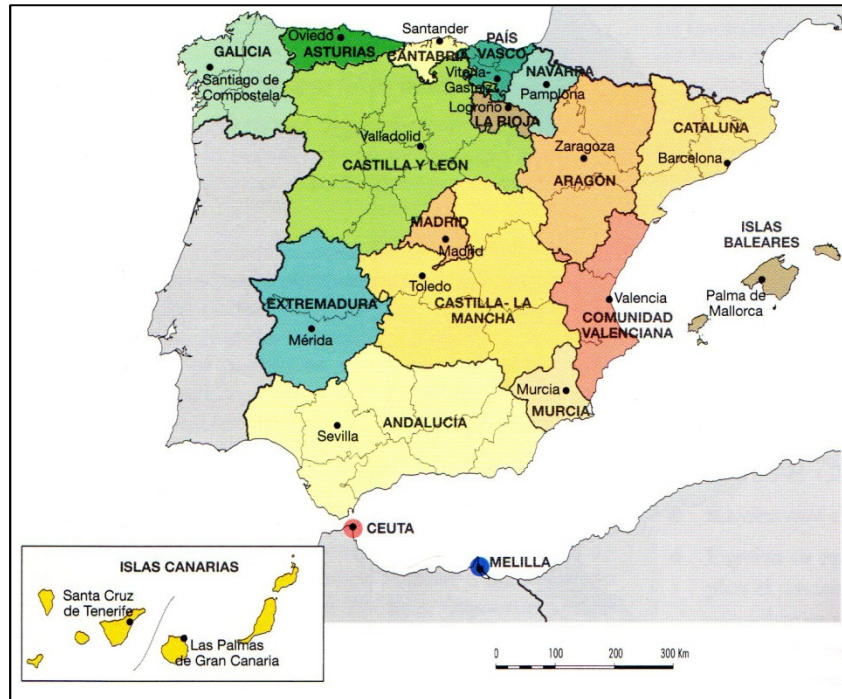 GALICIA
Santiago de
Compostela
Oviedo
ASTURIAS
Santander
CANTABRIA
PAÍS
VASCO
Vitoria-
Gasteiz
NAVARRA
Pamplona
Logroño
LA RIOJA
Valladolid
CASTILLA Y LEÓN
Zaragoza
ARAGÓN
CATALUÑA
Barcelona
MADRID
Madrid
ISLAS
BALEARES
Palma de
Mallorca
EXTREMADURA
Mérida
Toledo
CASTILLA- LA
MANCHA
Valencia
COMUNIDAD
VALENCIANA
Murcia
MURCIA
ANDALUCÍA
Sevilla
CEUTA
MELILLA
ISLAS CANARIAS
Santa Cruz
de Tenerife
Las Palmas
de Gran Canaria
0 100 200 300 Km